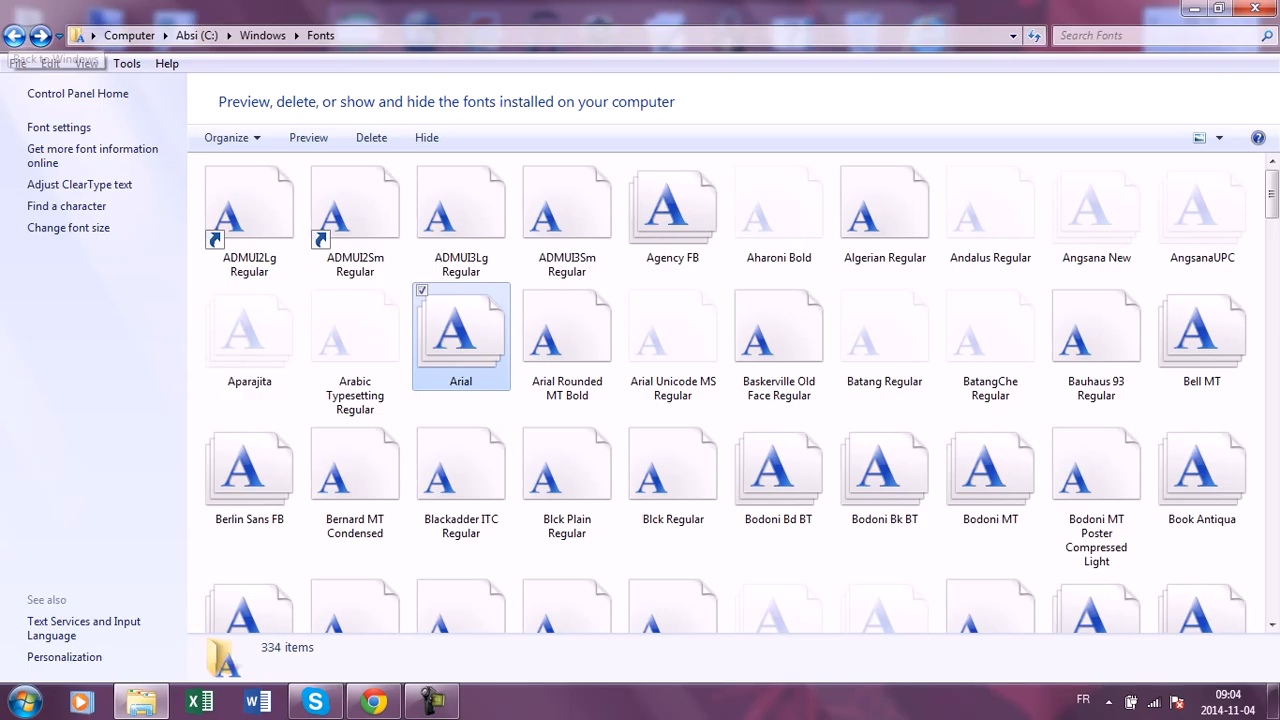 Computer Absi (C:) Windows Fonts Search Fonts
Back to Windows
File Edit View Tools Help
Control Panel Home
Font settings
Get more font information
online
Adjust ClearType text
Find a character
Change font size
See also
Text Services and Input
Language
Personalization
Preview, delete, or show and hide the fonts installed on your computer
Organize Preview Delete Hide
ADMUI2Lg
Regular
ADMUI2Sm
Regular
ADMUI3Lg
Regular
ADMUI3Sm
Regular
Agency FB
Aharoni Bold
Algerian Regular
Andalus Regular
Angsana New
AngsanaUPC
Aparajita
Arabic
Typesetting
Regular
Arial
Arial Rounded
MT Bold
Arial Unicode MS
Regular
Baskerville Old
Face Regular
Batang Regular
BatangChe
Regular
Bauhaus 93
Regular
Bell MT
Berlin Sans FB
Bernard MT
Condensed
Blackadder ITC
Regular
Blck Plain
Regular
Blck Regular
Bodoni Bd BT
Bodoni Bk BT
Bodoni MT
Bodoni MT
Poster
Compressed
Light
Book Antiqua
334 items
FR
09:04
2014-11-04